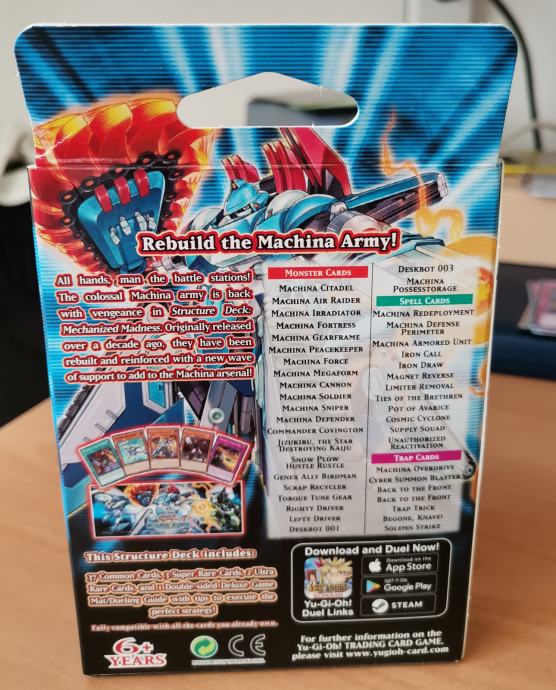 Rebuild the Machina Army!
All hands, man the battle stations!
The colossal Machina army is back
with vengeance in Structure Deck:
Mechanized Madness. Originally released
over a decade ago, they have been
rebuilt and reinforced with a new wave
of support to add to the Machina arsenal!
MONSTER CARDS
MACHINA CITADEL
MACHINA AIR RAIDER
MACHINA IRRADIATOR
MACHINA FORTRESS
MACHINA GEARFRAME
MACHINA PEACEKEEPER
MACHINA FORCE
MACHINA MEGAFORM
MACHINA CANNON
MACHINA SOLDIER
MACHINA SNIPER
MACHINA DEFENDER
COMMANDER COVINGTON
JIZUKIRU, THE STAR
DESTROYING KAIJU
SNOW PLOW
HUSTLE RUSTLE
GENEX ALLY BIRDMAN
SCRAP RECYCLER
TORQUE TUNE GEAR
RIGHTY DRIVER
LEFTY DRIVER
DESKBOT 001
DESKBOT 003
MACHINA
POSSESSTORAGE
SPELL CARDS
MACHINA REDEPLOYMENT
MACHINA DEFENSE
PERIMETER
MACHINA ARMORED UNIT
IRON CALL
IRON DRAW
MAGNET REVERSE
LIMITER REMOVAL
TIES OF THE BRETHREN
POT OF AVARICE
COSMIC CYCLONE
SUPPLY SQUAD
UNAUTHORIZED
REACTIVATION
TRAP CARDS
MACHINA OVERDRIVE
CYBER SUMMON BLASTER
BACK TO THE FRONT
BACK TO THE FRONT
TRAP TRICK
BEGONE, KNAVE!
SOLEMN STRIKE
This Structure Deck includes:
37 Common Cards, 3 Super Rare Cards, 2 Ultra
Rare Cards, and 1 Double-sided Deluxe Game
Mat/Dueling Guide with tips to execute the
perfect strategy!
Fully compatible with all the cards you already own.
6+
YEARS
CE
Download and Duel Now!
Yu-Gi-Oh!
Duel Links
Download on the
App Store
GET IT ON
Google Play
STEAM
For further information on the
Yu-Gi-Oh! TRADING CARD GAME,
please visit www.yugioh-card.com